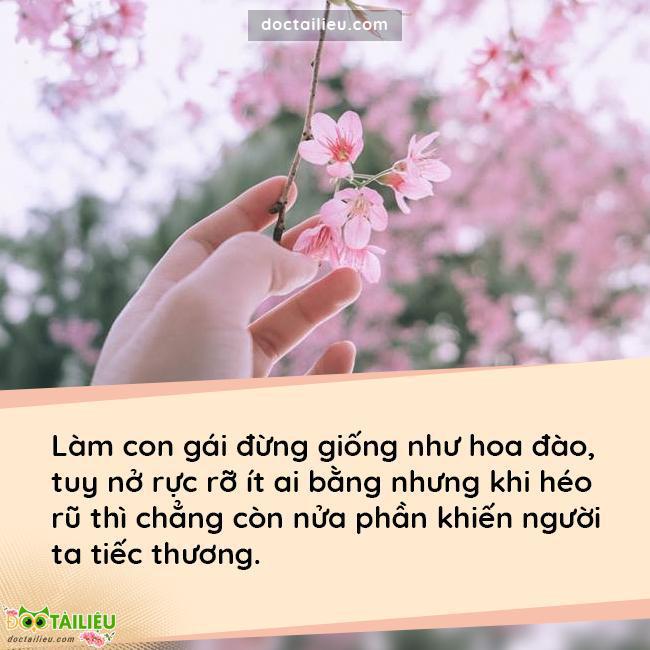 doctailieu.com
Làm con gái đừng giống như hoa đào,
tuy nở rực rỡ ít ai bằng nhưng khi héo
rũ thì chẳng còn nửa phần khiến người
ta tiếc thương.
ĐOCTÀILIỆU
doctailieu.com